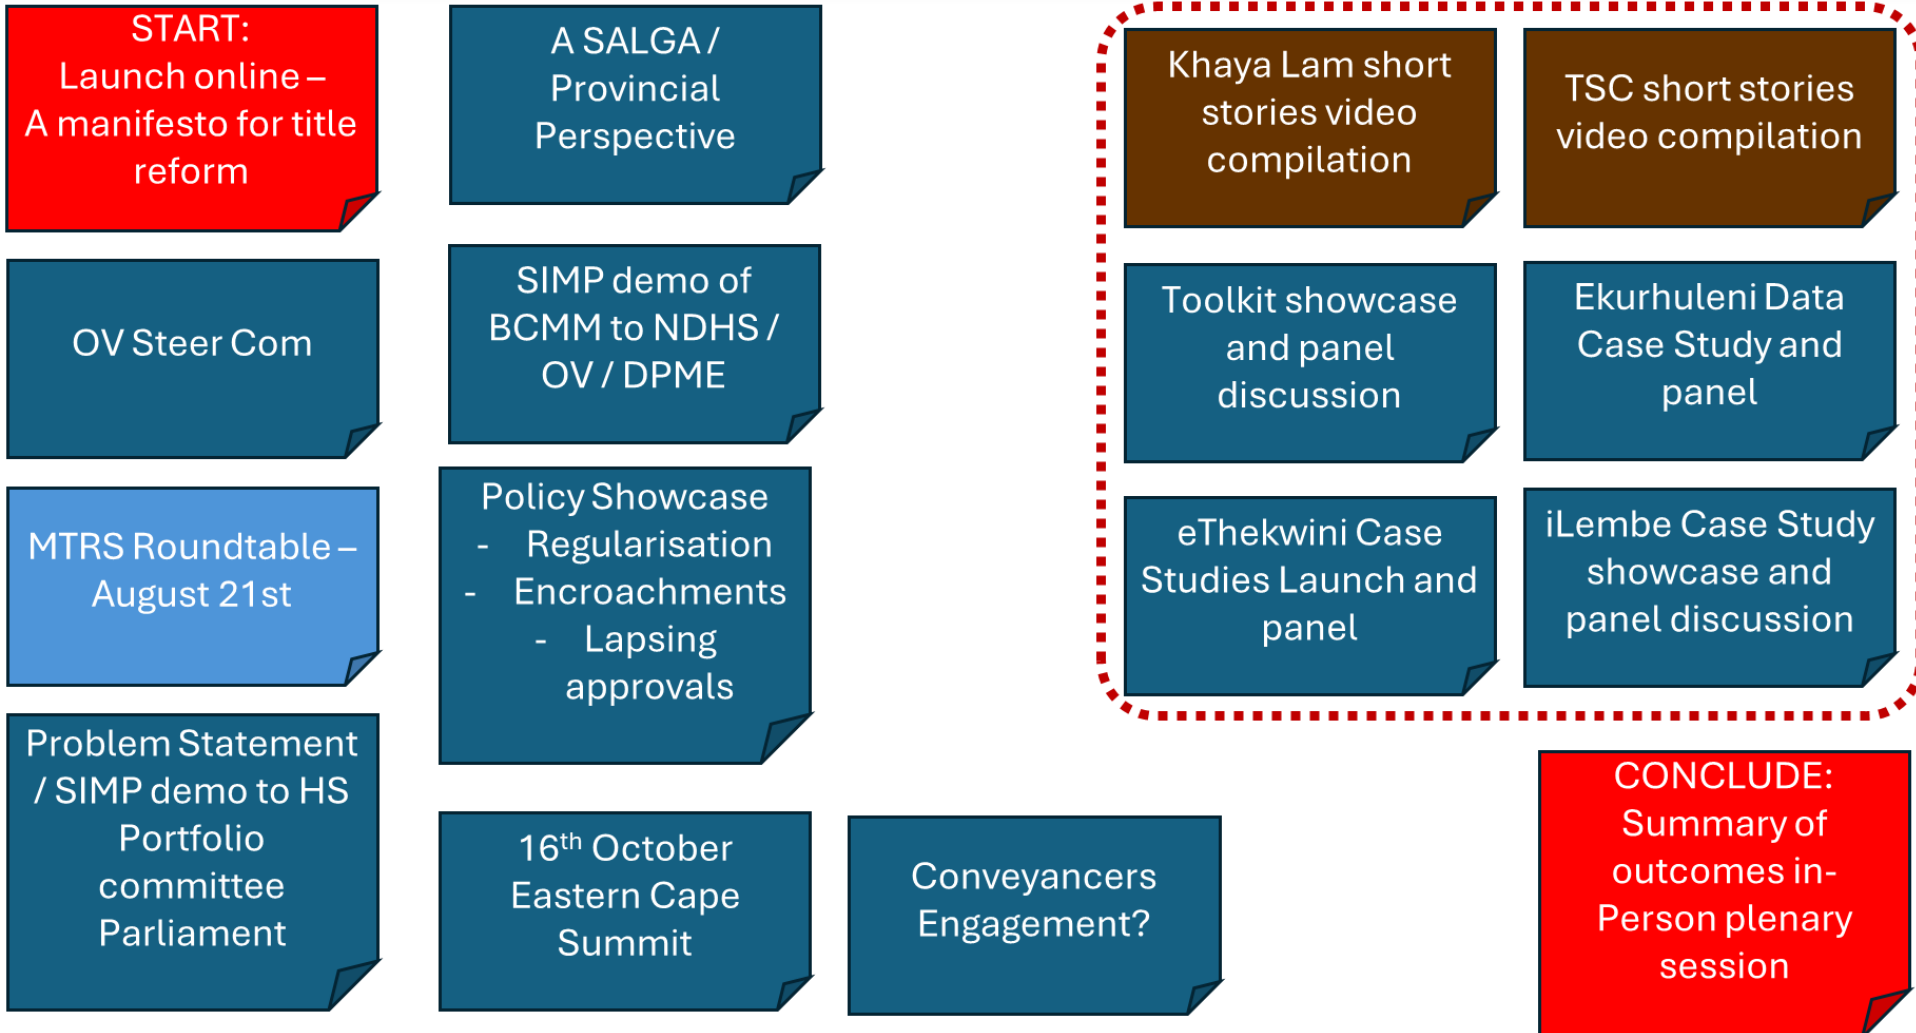 START:
Launch online –
A manifesto for title
reform
OV Steer Com
MTRS Roundtable –
August 21st
Problem Statement
/ SIMP demo to HS
Portfolio
committee
Parliament
A SALGA /
Provincial
Perspective
SIMP demo of
BCMM to NDHS /
OV / DPME
Policy Showcase
- Regularisation
- Encroachments
- Lapsing
approvals
16th October
Eastern Cape
Summit
Conveyancers
Engagement?
Khaya Lam short
stories video
compilation
TSC short stories
video compilation
Toolkit showcase
and panel
discussion
Ekurhuleni Data
Case Study and
panel
eThekwini Case
Studies Launch and
panel
iLembe Case Study
showcase and
panel discussion
CONCLUDE:
Summary of
outcomes in-
Person plenary
session